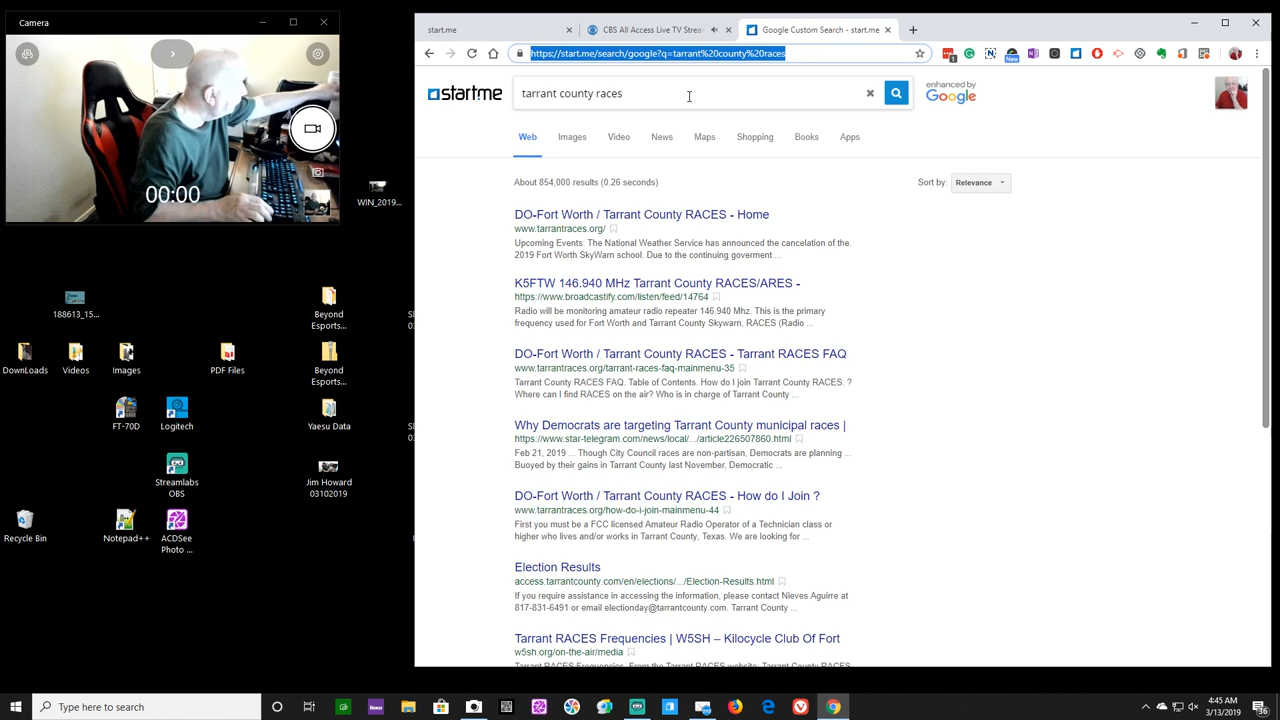 Camera
00:00
WIN_2019...
188613_15...
Beyond
Esports...
DownLoads
Videos
Images
PDF Files
Beyond
Esports...
FT-70D
Logitech
Yaesu Data
Streamlabs
OBS
Jim Howard
03102019
Recycle Bin
Notepad++
ACDSee
Photo ...
start.me
CBS All Access Live TV Strea
Google Custom Search - start.me
https://start.me/search/google?q=tarrant%20county%20races
1
New
startme
tarrant county races
enhanced by
Google
Web
Images
Video
News
Maps
Shopping
Books
Apps
About 854,000 results (0.26 seconds)
Sort by:
Relevance
DO-Fort Worth / Tarrant County RACES - Home
www.tarrantraces.org/
Upcoming Events: The National Weather Service has announced the cancelation of the.
2019 Fort Worth SkyWarn school. Due to the continuing goverment ...
K5FTW 146.940 MHz Tarrant County RACES/ARES -
https://www.broadcastify.com/listen/feed/14764
Radio will be monitoring amateur radio repeater 146.940 Mhz. This is the primary
frequency used for Fort Worth and Tarrant County Skywarn, RACES (Radio ...
DO-Fort Worth / Tarrant County RACES - Tarrant RACES FAQ
www.tarrantraces.org/tarrant-races-faq-mainmenu-35
Tarrant County RACES FAQ. Table of Contents. How do I join Tarrant County RACES. ?
Where can I find RACES on the air? Who is in charge of Tarrant County ...
Why Democrats are targeting Tarrant County municipal races |
https://www.star-telegram.com/news/local/.../article226507860.html
Feb 21, 2019 ... Though City Council races are non-partisan, Democrats are planning ...
Buoyed by their gains in Tarrant County last November, Democratic ...
DO-Fort Worth / Tarrant County RACES - How do I Join ?
www.tarrantraces.org/how-do-i-join-mainmenu-44
First you must be a FCC licensed Amateur Radio Operator of a Technician class or
higher who lives and/or works in Tarrant County, Texas. We are looking for ...
Election Results
access.tarrantcounty.com/en/elections/.../Election-Results.html
If you require assistance in accessing the information, please contact Nieves Aguirre at
817-831-6491 or email electionday@tarrantcounty.com. Tarrant County ...
Tarrant RACES Frequencies | W5SH – Kilocycle Club Of Fort
w5sh.org/on-the-air/media
Tarrant RACES Frequencies. From the Tarrant RACES website: Tarrant County RACES
Type here to search
Roku
4:45 AM
3/13/2019
36